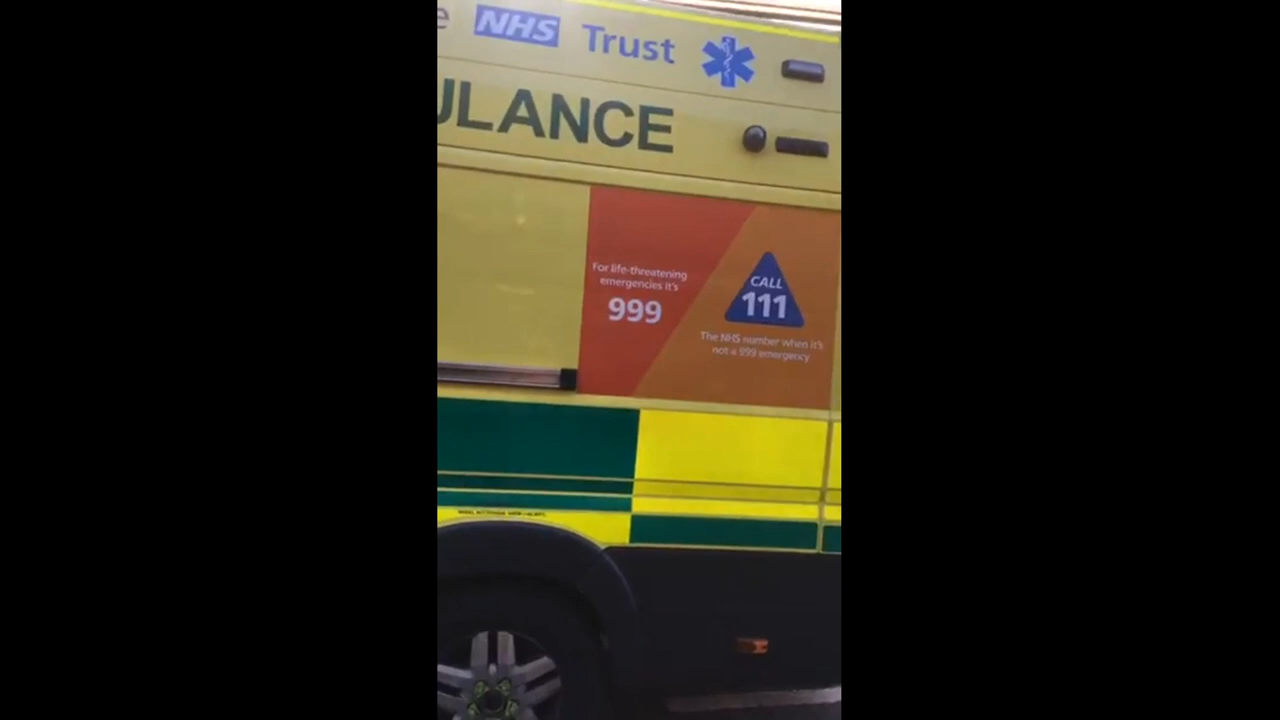 e NHS Trust
ULANCE
For life-threatening
emergencies it's
999
CALL
111
The NHS number when it's
not a 999 emergency